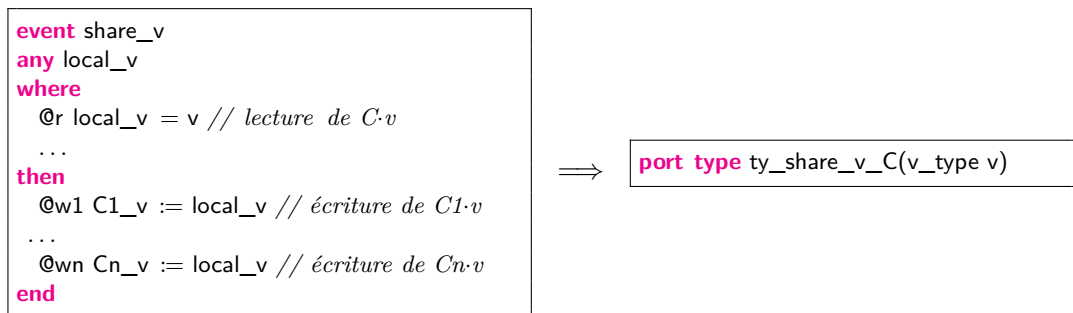 event share_v
any local_v
where
@r local_v = v // lecture de C·v
...
then
@w1 C1_v := local_v // écriture de C1·v
...
@wn Cn_v := local_v // écriture de Cn·v
end
⟹
port type ty_share_v_C(v_type v)